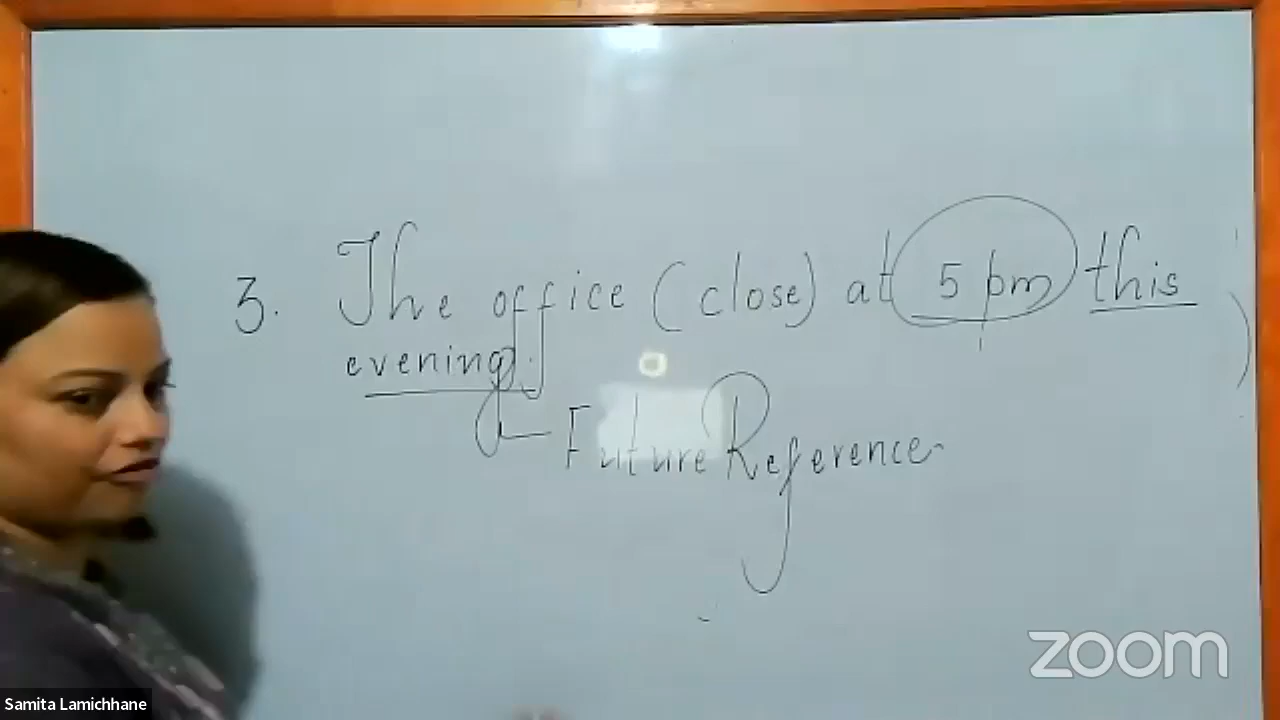 3. The office (close) at 5 pm this
evening.
Future Reference
zoom
Samita Lamichhane